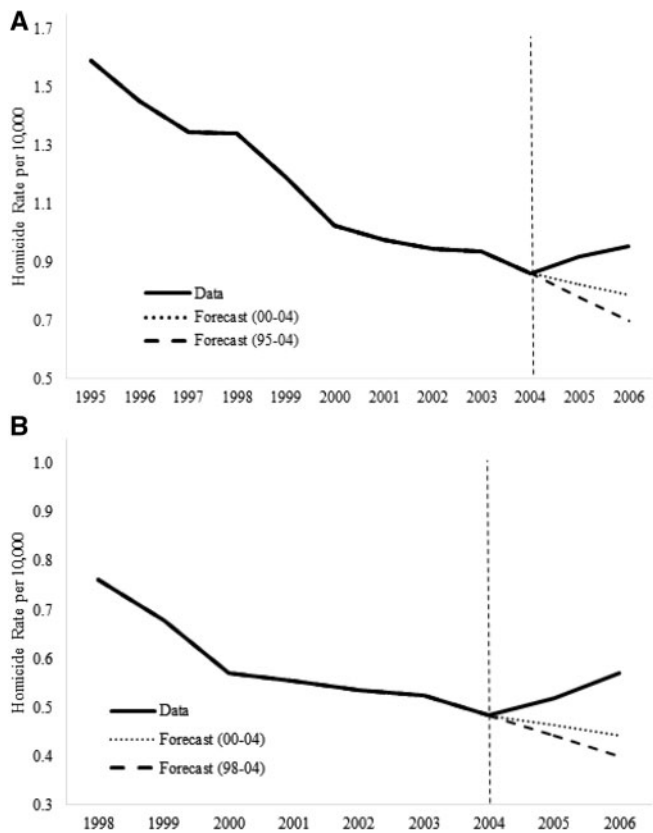 A
1.7
1.5
1.3
1.1
0.9
0.7
0.5
Homicide Rate per 10,000
Data
Forecast (00-04)
Forecast (95-04)
1995 1996 1997 1998 1999 2000 2001 2002 2003 2004 2005 2006
B
1.0
0.9
0.8
0.7
0.6
0.5
0.4
0.3
Homicide Rate per 10,000
Data
Forecast (00-04)
Forecast (98-04)
1998 1999 2000 2001 2002 2003 2004 2005 2006